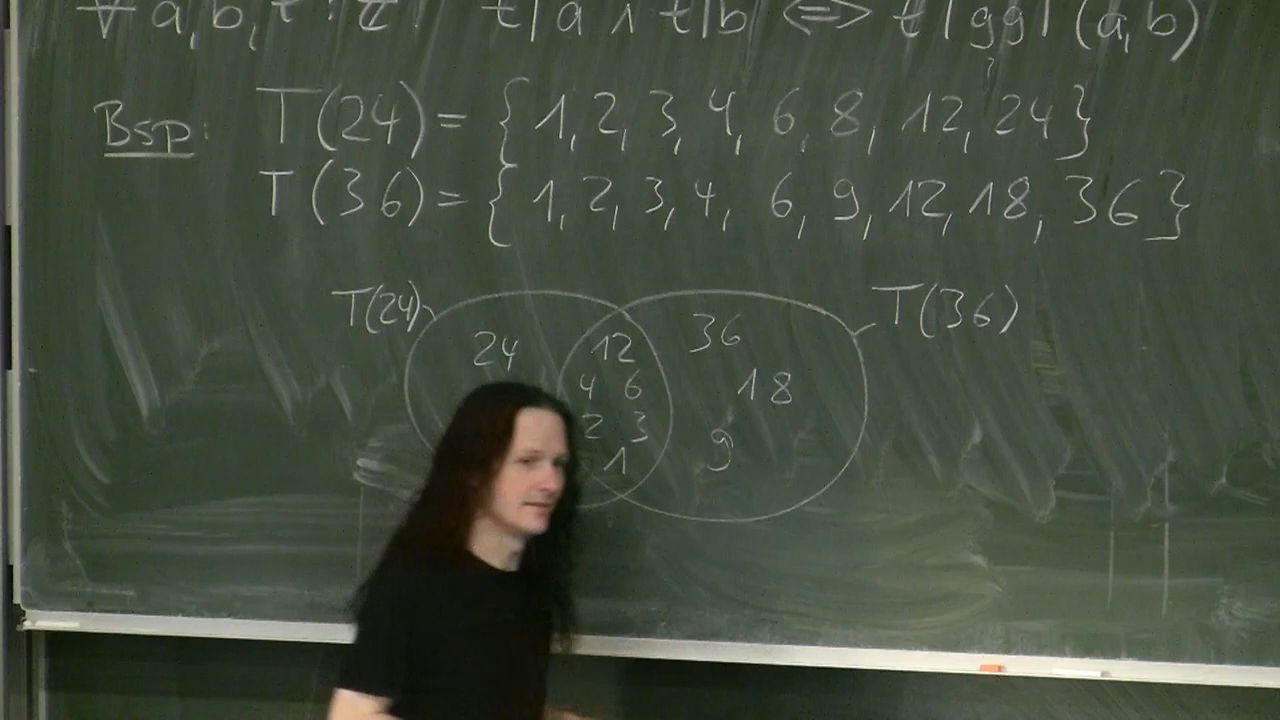 ∀ a, b, t : ℤ : t | a ∧ t | b ⟺ t | ggT (a, b)
Bsp: T(24) = { 1, 2, 3, 4, 6, 8, 12, 24 }
T(36) = { 1, 2, 3, 4, 6, 9, 12, 18, 36 }
T(24) T(36)
24 12 36
4 6 18
2 3 9
1